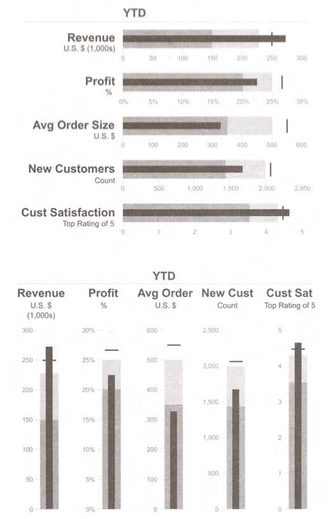 YTD
Revenue
U.S. $ (1,000s)
0 50 100 150 200 250 300
Profit
%
0% 5% 10% 15% 20% 25% 30%
Avg Order Size
U.S. $
0 100 200 300 400 500 600
New Customers
Count
0 500 1,000 1,500 2,000 2,500
Cust Satisfaction
Top Rating of 5
0 1 2 3 4 5
YTD
Revenue Profit Avg Order New Cust Cust Sat
U.S. $ % U.S. $ Count Top Rating of 5
(1,000s)
300 30% 600 2,500 5
250 25% 500 2,000 4
200 20% 400 1,500 3
150 15% 300 1,000 2
100 10% 200 500 1
50 5% 100
0 0% 0 0 0